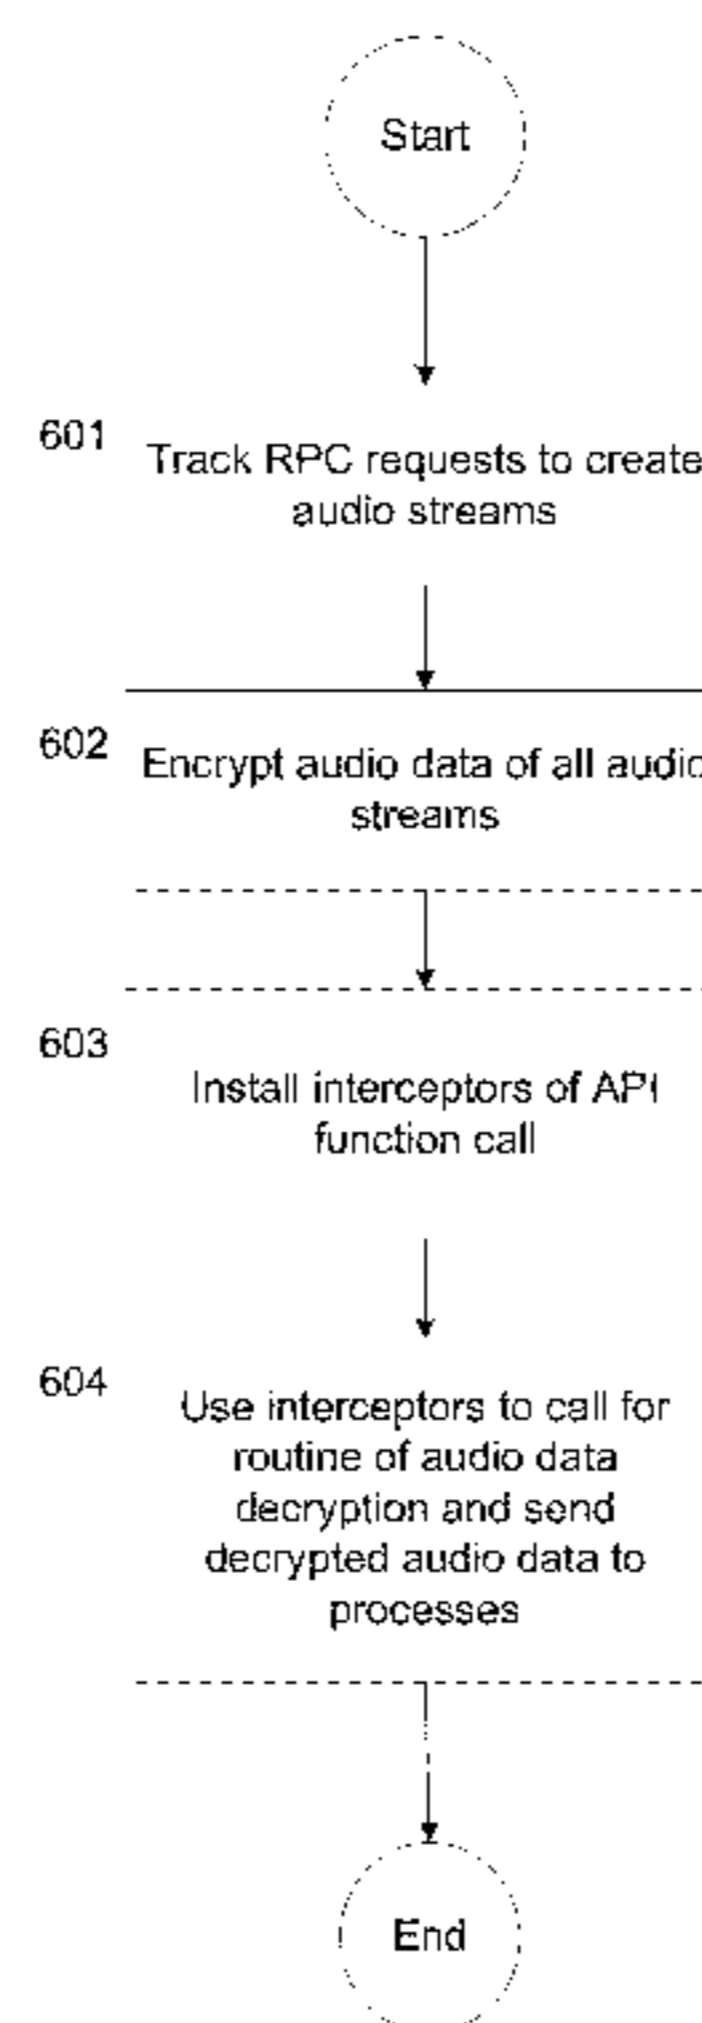 Start
601
Track RPC requests to create
audio streams
602
Encrypt audio data of all audio
streams
603
Install interceptors of API
function call
604
Use interceptors to call for
routine of audio data
decryption and send
decrypted audio data to
processes
End